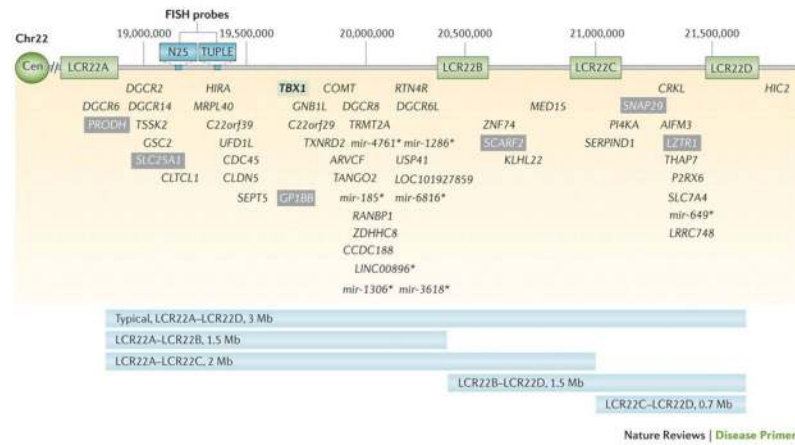 FISH probes
Chr22
19,000,000 19,500,000 20,000,000 20,500,000 21,000,000 21,500,000
N25 TUPLE
Cen LCR22A LCR22B LCR22C LCR22D
DGCR2 HIRA TBX1 COMT RTN4R CRKL HIC2
DGCR6 DGCR14 MRPL40 GNB1L DGCR8 DGCR6L MED15 SNAP29
PRODH TSSK2 C22orf39 C22orf29 TRMT2A ZNF74 PI4KA AIFM3
GSC2 UFD1L TXNRD2 mir-4761* mir-1286* SCARF2 SERPIND1 LZTR1
SLC25A1 CDC45 ARVCF USP41 KLHL22 THAP7
CLTCL1 CLDN5 TANGO2 LOC101927859 P2RX6
SEPT5 GP1BB mir-185* mir-6816* SLC7A4
RANBP1 mir-649*
ZDHHC8 LRRC748
CCDC188
LINC00896*
mir-1306* mir-3618*
Typical, LCR22A–LCR22D, 3 Mb
LCR22A–LCR22B, 1.5 Mb
LCR22A–LCR22C, 2 Mb
LCR22B–LCR22D, 1.5 Mb
LCR22C–LCR22D, 0.7 Mb
Nature Reviews | Disease Primer